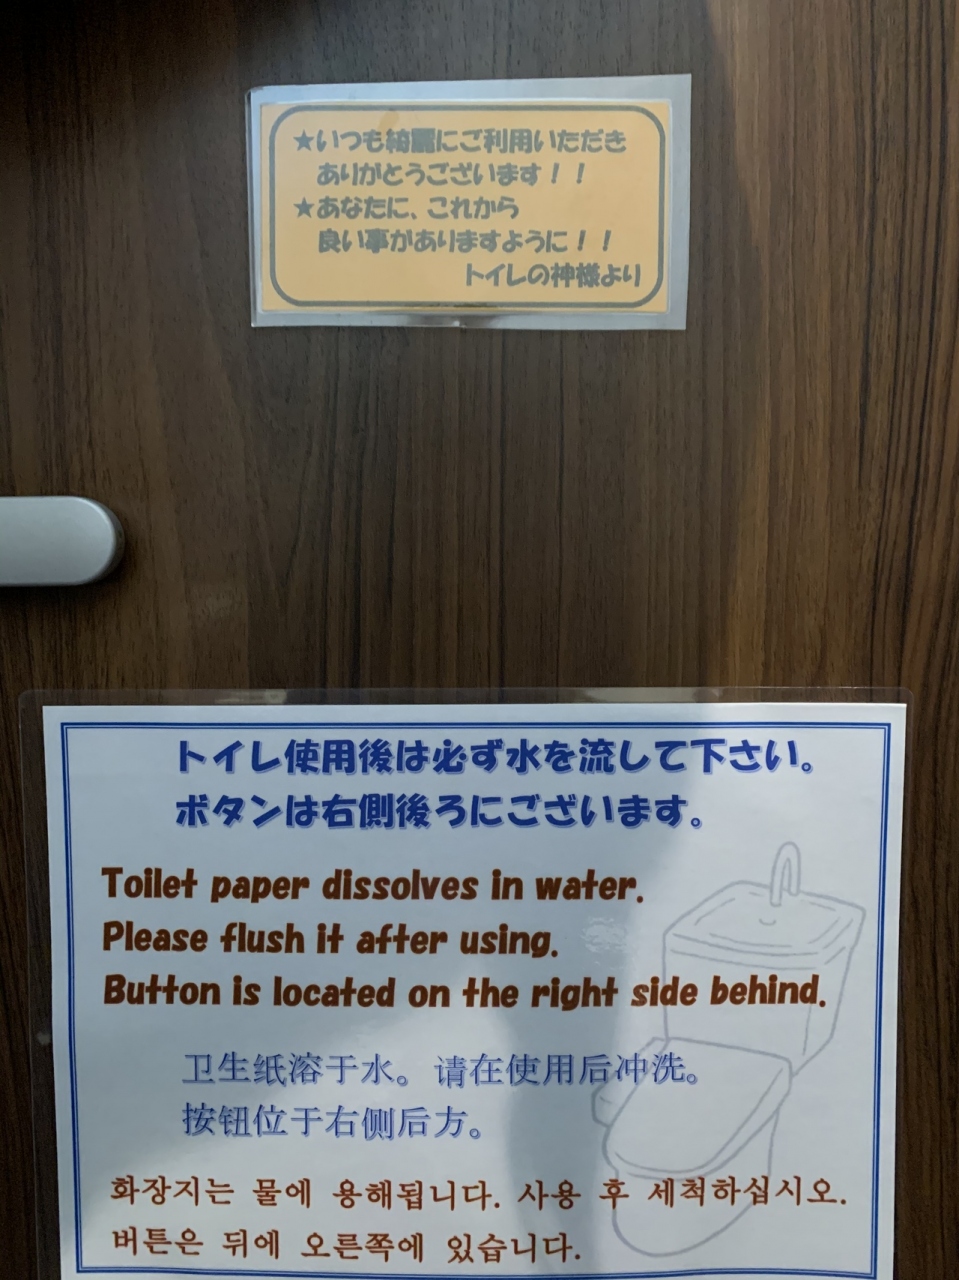 ★いつも綺麗にご利用いただき
ありがとうございます！！
★あなたに、これから
良い事がありますように！！
トイレの神様より
トイレ使用後は必ず水を流して下さい。
ボタンは右側後ろにございます。
Toilet paper dissolves in water.
Please flush it after using.
Button is located on the right side behind.
卫生纸溶于水。请在使用后冲洗。
按钮位于右侧后方。
화장지는 물에 용해됩니다. 사용 후 세척하십시오.
버튼은 뒤에 오른쪽에 있습니다.